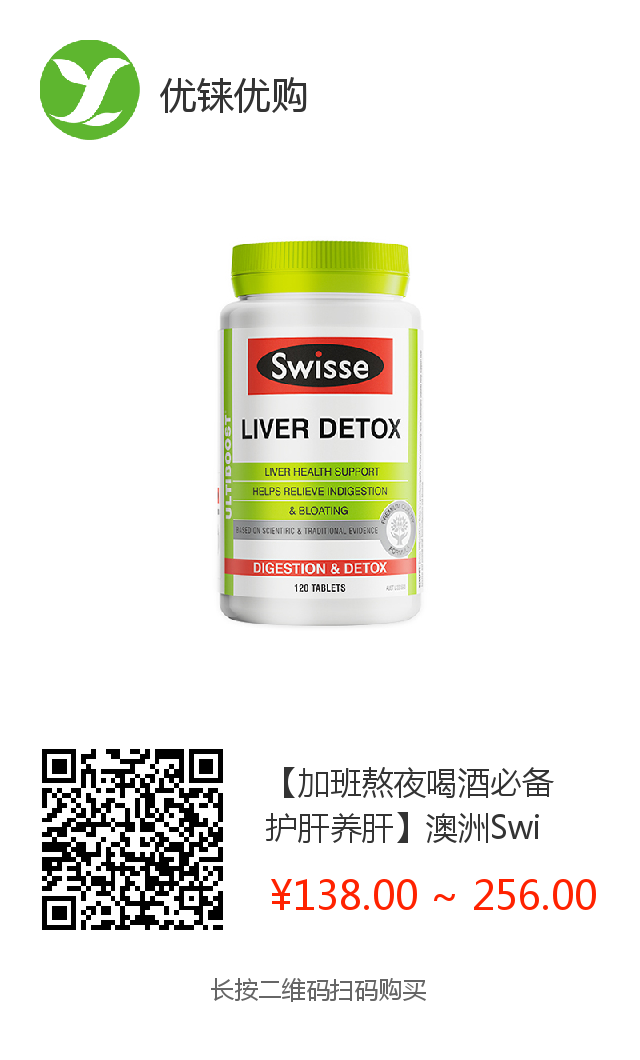 优铼优购
Swisse
ULTIBOOST
LIVER DETOX
LIVER HEALTH SUPPORT
HELPS RELIEVE INDIGESTION
& BLOATING
BASED ON SCIENTIFIC & TRADITIONAL EVIDENCE
DIGESTION & DETOX
120 TABLETS
【加班熬夜喝酒必备
护肝养肝】澳洲Swi
¥138.00 ~ 256.00
长按二维码扫码购买